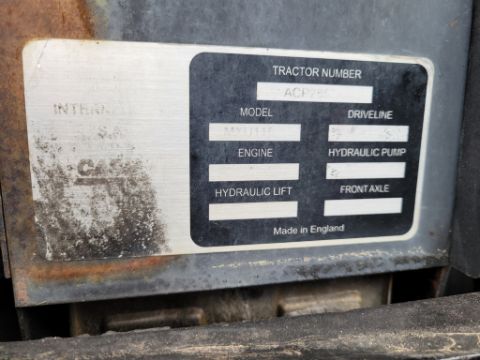 TRACTOR NUMBER
MODEL
DRIVELINE
ENGINE
HYDRAULIC PUMP
HYDRAULIC LIFT
FRONT AXLE
Made in England